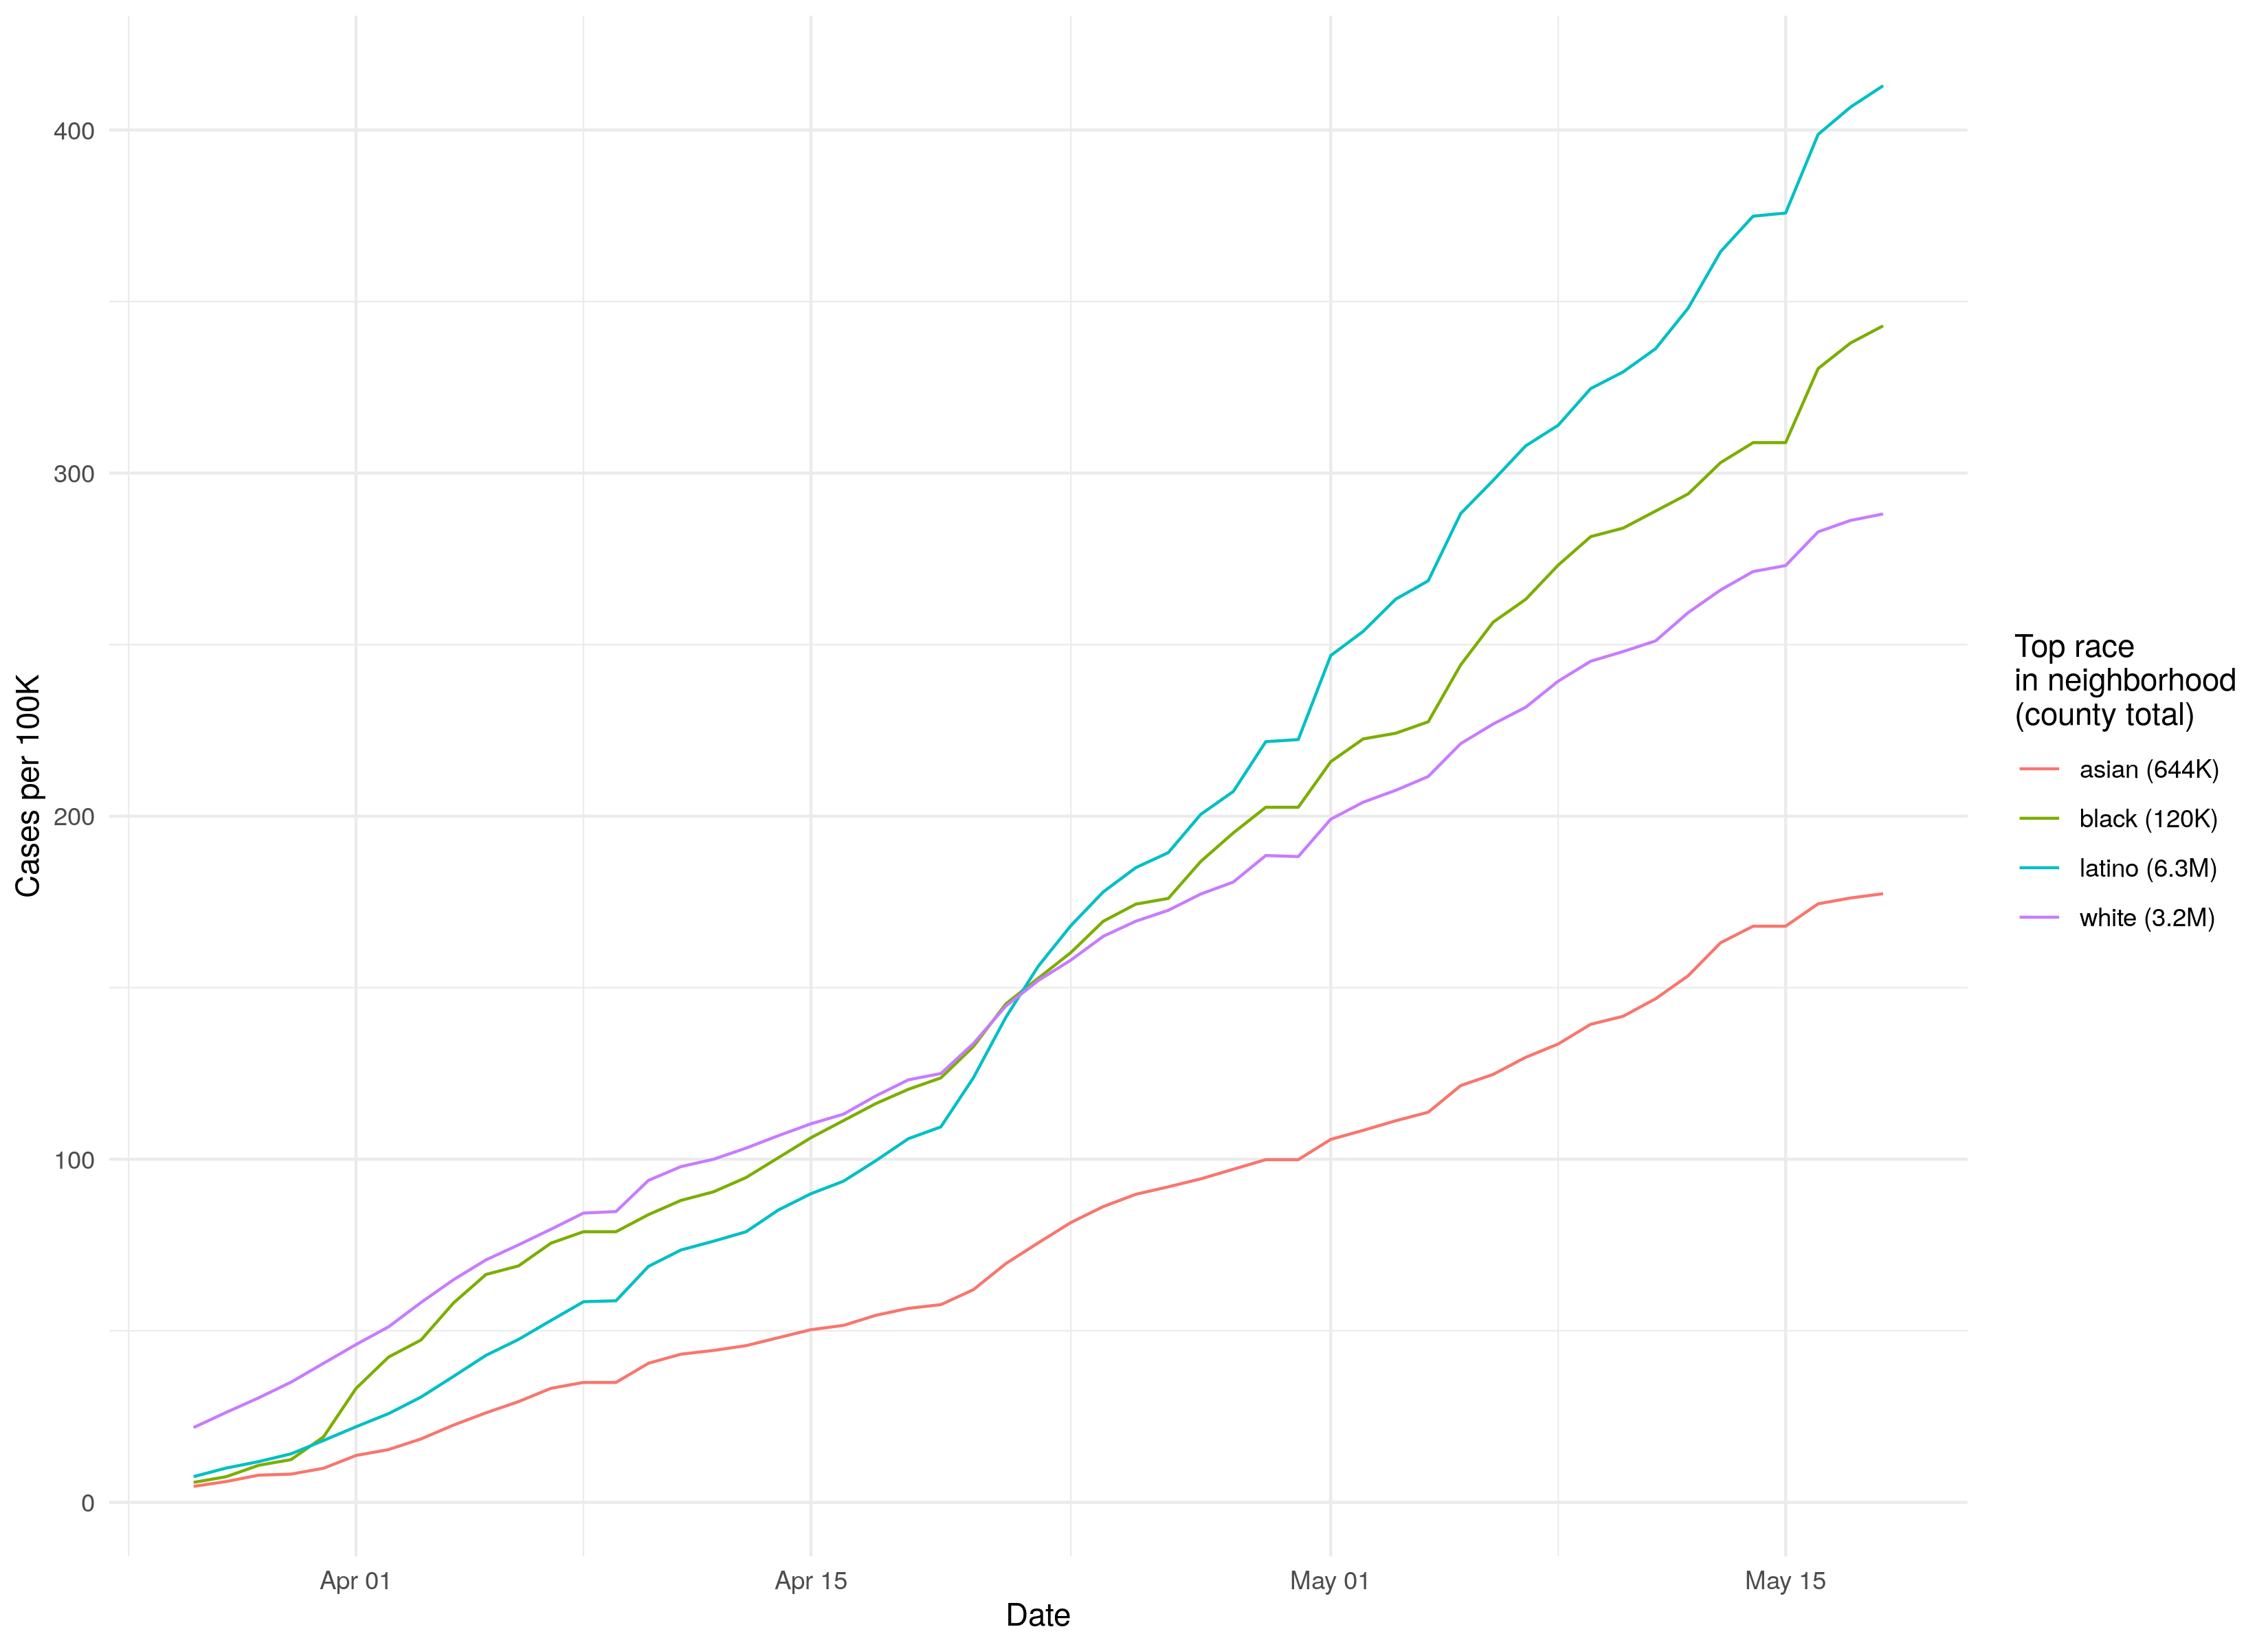 400
300
200
100
0
Cases per 100K
Apr 01
Apr 15
May 01
May 15
Date
Top race
in neighborhood
(county total)
asian (644K)
black (120K)
latino (6.3M)
white (3.2M)